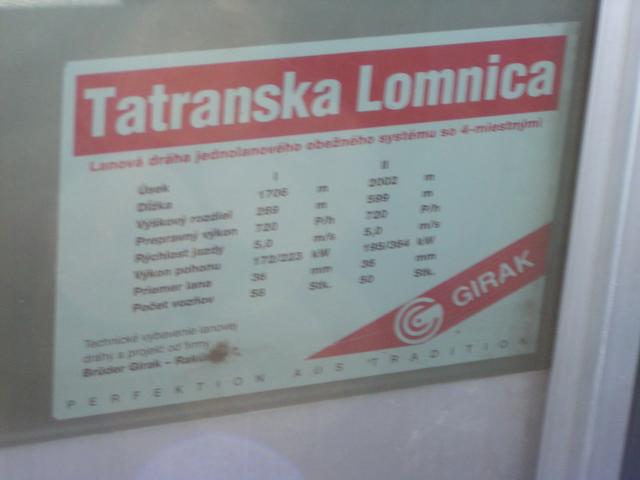 Tatranska Lomnica
Lanová dráha jednolanového obežného systému so 4-miestnými
Úsek I II
Dĺžka 1706 m 2002 m
Výškový rozdiel 269 m 599 m
Prepravný výkon 720 P/h 720 P/h
Rýchlosť jazdy 5,0 m/s 5,0 m/s
Výkon pohonu 172/223 kW 195/364 kW
Priemer lana 36 mm 36 mm
Počet vozňov 56 Stk. 50 Stk.
GIRAK
Technické vybavenie lanovej
dráhy a projekt od firmy
Brüder Girak –
PERFEKTION AUS TRADITION